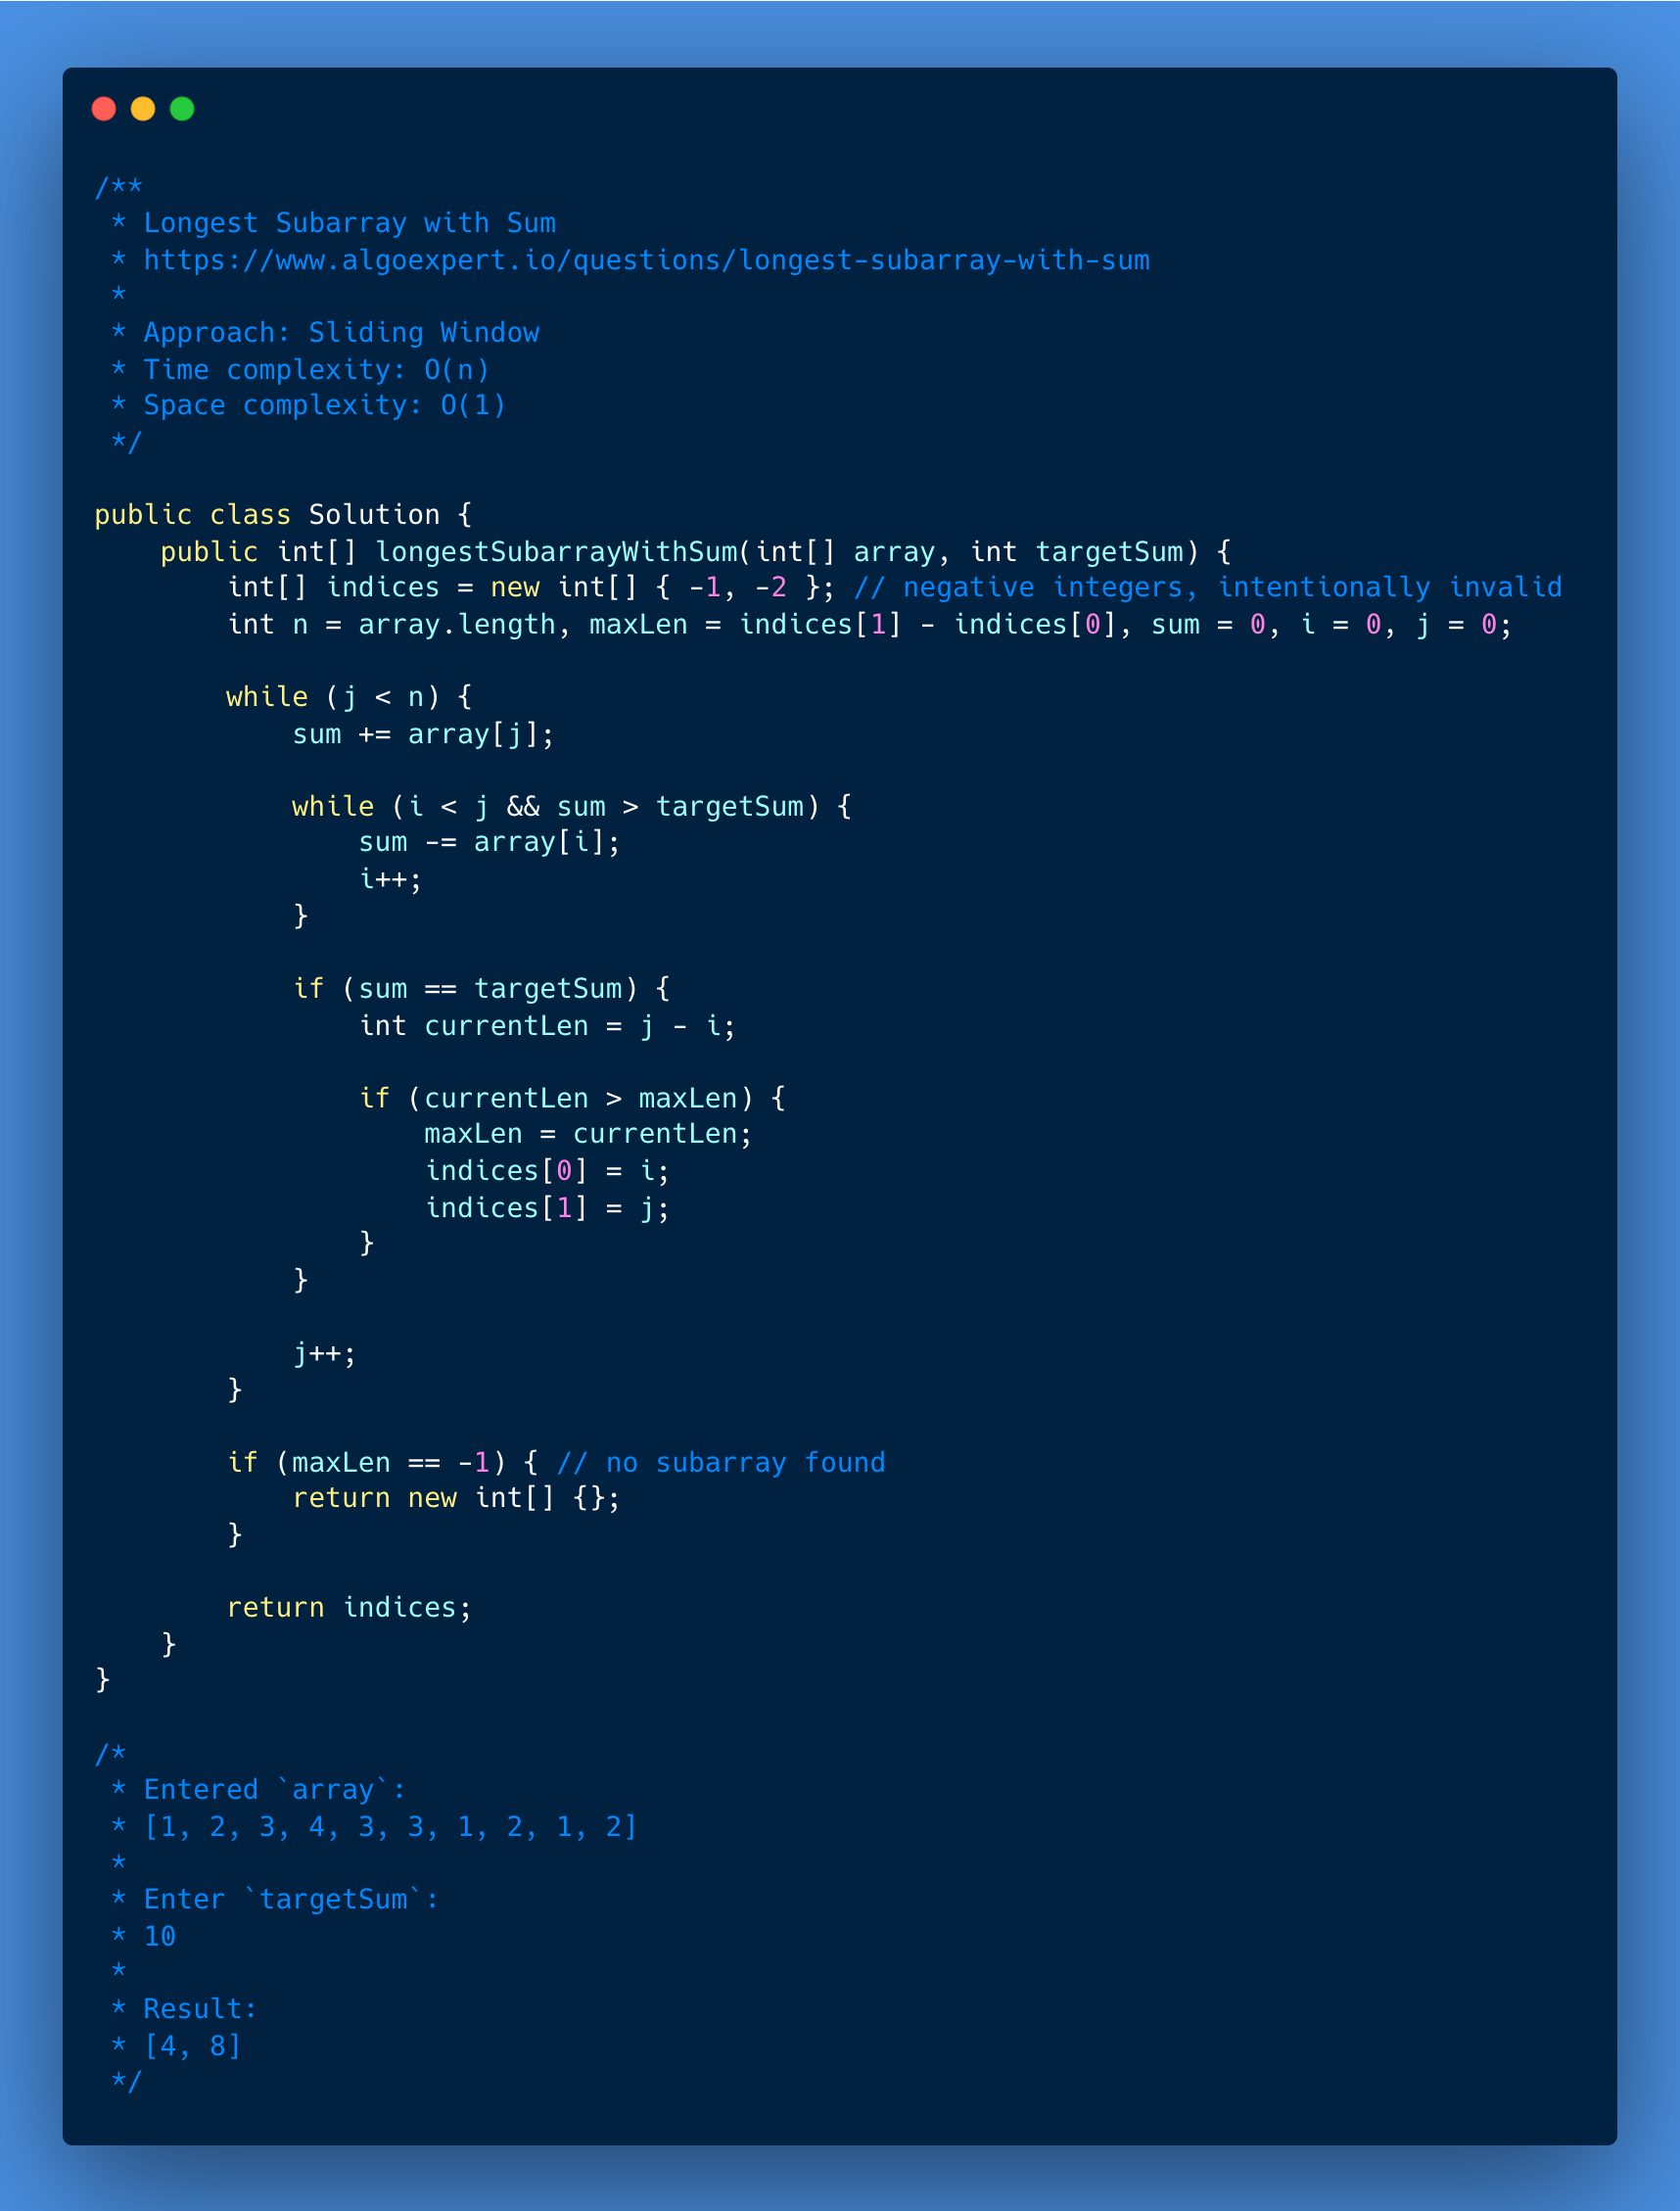 /**
 * Longest Subarray with Sum
 * https://www.algoexpert.io/questions/longest-subarray-with-sum
 *
 * Approach: Sliding Window
 * Time complexity: O(n)
 * Space complexity: O(1)
 */

public class Solution {
    public int[] longestSubarrayWithSum(int[] array, int targetSum) {
        int[] indices = new int[] { -1, -2 }; // negative integers, intentionally invalid
        int n = array.length, maxLen = indices[1] - indices[0], sum = 0, i = 0, j = 0;

        while (j < n) {
            sum += array[j];

            while (i < j && sum > targetSum) {
                sum -= array[i];
                i++;
            }

            if (sum == targetSum) {
                int currentLen = j - i;

                if (currentLen > maxLen) {
                    maxLen = currentLen;
                    indices[0] = i;
                    indices[1] = j;
                }
            }

            j++;
        }

        if (maxLen == -1) { // no subarray found
            return new int[] {};
        }

        return indices;
    }
}

/*
 * Entered `array`:
 * [1, 2, 3, 4, 3, 3, 1, 2, 1, 2]
 *
 * Enter `targetSum`:
 * 10
 *
 * Result:
 * [4, 8]
 */